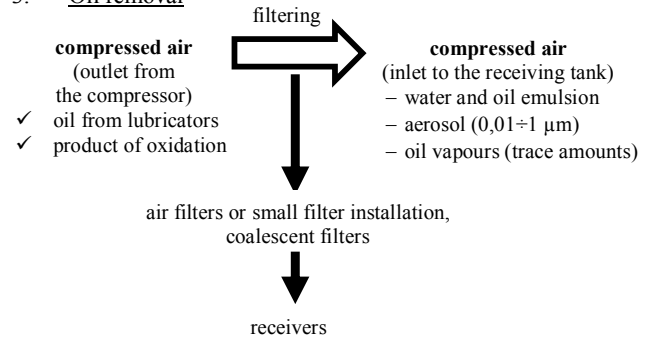 3. Oil removal
filtering
compressed air
(outlet from
the compressor)
✓ oil from lubricators
✓ product of oxidation
compressed air
(inlet to the receiving tank)
– water and oil emulsion
– aerosol (0,01÷1 µm)
– oil vapours (trace amounts)
air filters or small filter installation,
coalescent filters
receivers